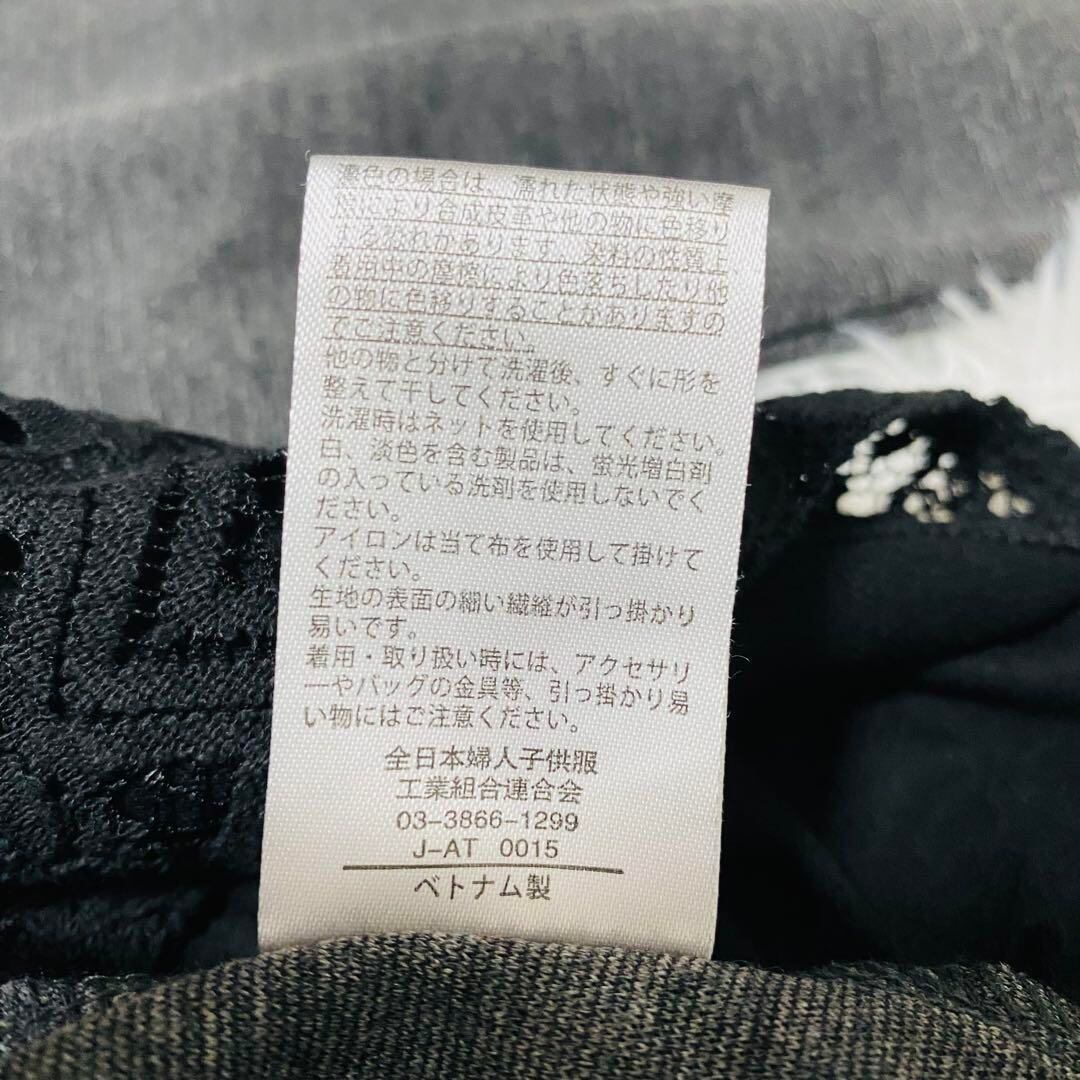 濃色の場合は、濡れた状態や強い摩
擦により合成皮革や他の物に色移り
する恐れがあります。染料の性質上、
着用中の摩擦により色落ちしたり他
の物に色移りすることがありますの
でご注意ください。
他の物と分けて洗濯後、すぐに形を
整えて干してください。
洗濯時はネットを使用してください
白、淡色を含む製品は、蛍光増白剤
の入っている洗剤を使用しないでく
ださい。
アイロンは当て布を使用して掛けて
ください。
生地の表面の細い繊維が引っ掛かり
易いです。
着用・取り扱い時には、アクセサリ
ーやバッグの金具等、引っ掛かり易
い物にはご注意ください。
全日本婦人子供服
工業組合連合会
03-3866-1299
J-AT 0015
ベトナム製